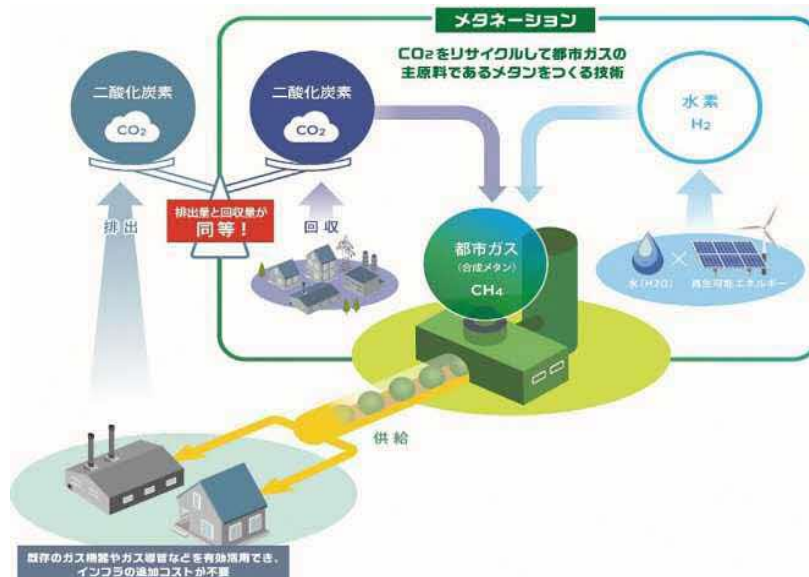 メタネーション
CO2をリサイクルして都市ガスの
主原料であるメタンをつくる技術
二酸化炭素
CO2
二酸化炭素
CO2
水素
H2
排出量と回収量が
同等!
排出
回収
都市ガス
(合成メタン)
CH4
水(H2O)
再生可能エネルギー
供給
既存のガス機器やガス導管などを有効活用でき、
インフラの追加コストが不要